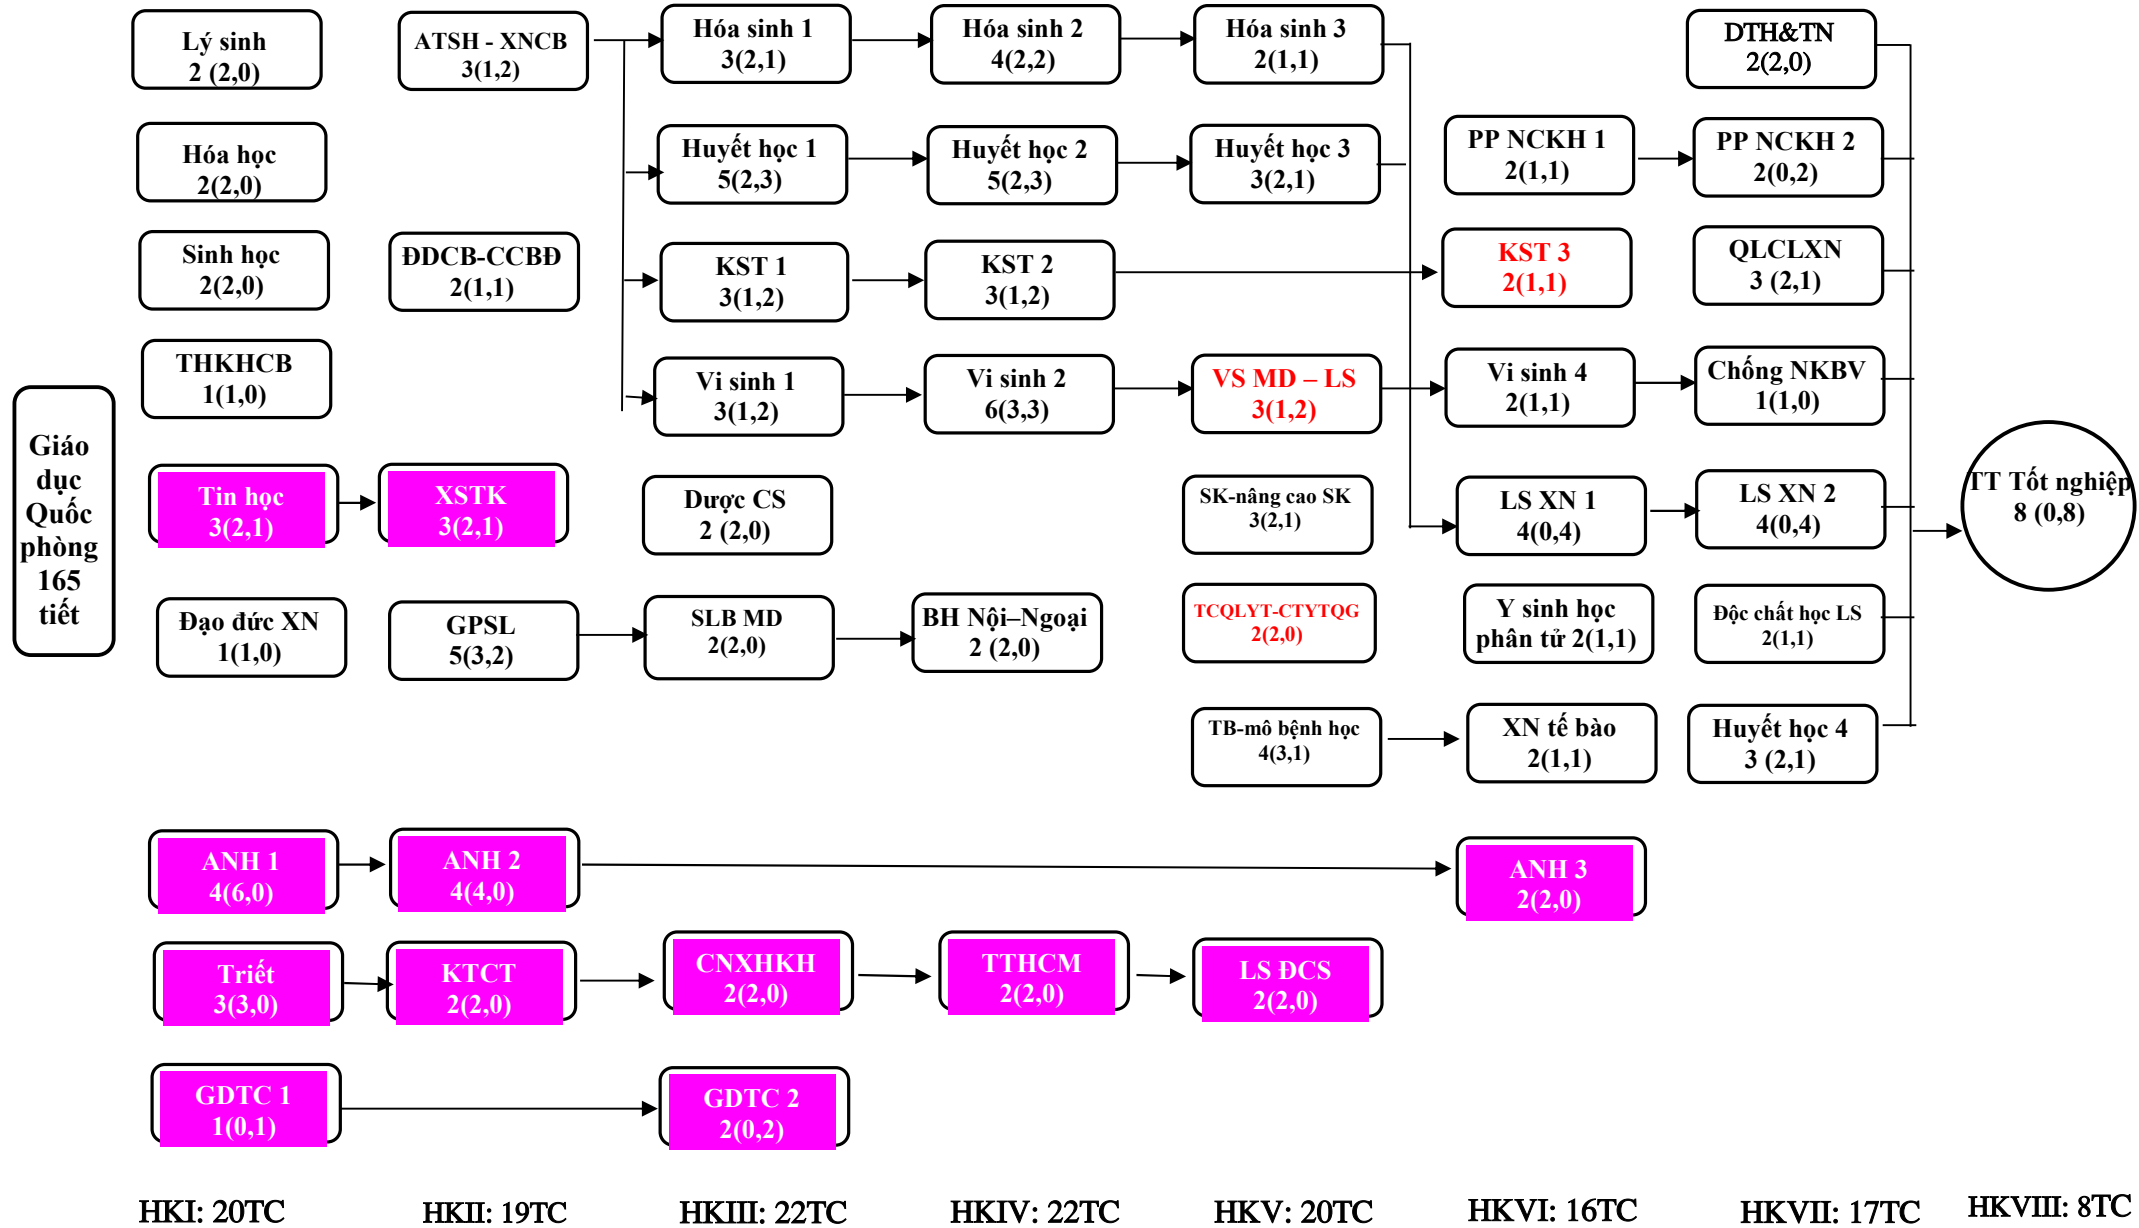 Giáo
dục
Quốc
phòng
165
tiết
Lý sinh
2 (2,0)
Hóa học
2(2,0)
Sinh học
2(2,0)
THKHCB
1(1,0)
Tin học
3(2,1)
Đạo đức XN
1(1,0)
ANH 1
4(6,0)
Triết
3(3,0)
GDTC 1
1(0,1)
HKI: 20TC
ATSH - XNCB
3(1,2)
ĐDCB-CCBĐ
2(1,1)
XSTK
3(2,1)
GPSL
5(3,2)
ANH 2
4(4,0)
KTCT
2(2,0)
HKII: 19TC
Hóa sinh 1
3(2,1)
Huyết học 1
5(2,3)
KST 1
3(1,2)
Vi sinh 1
3(1,2)
Dược CS
2 (2,0)
SLB MD
2(2,0)
CNXHKH
2(2,0)
GDTC 2
2(0,2)
HKIII: 22TC
Hóa sinh 2
4(2,2)
Huyết học 2
5(2,3)
KST 2
3(1,2)
Vi sinh 2
6(3,3)
BH Nội–Ngoại
2 (2,0)
TTHCM
2(2,0)
HKIV: 22TC
Hóa sinh 3
2(1,1)
Huyết học 3
3(2,1)
VS MD – LS
3(1,2)
SK-nâng cao SK
3(2,1)
TCQLYT-CTYTQG
2(2,0)
TB-mô bệnh học
4(3,1)
LS ĐCS
2(2,0)
HKV: 20TC
PP NCKH 1
2(1,1)
KST 3
2(1,1)
Vi sinh 4
2(1,1)
LS XN 1
4(0,4)
Y sinh học
phân tử 2(1,1)
XN tế bào
2(1,1)
ANH 3
2(2,0)
HKVI: 16TC
DTH&TN
2(2,0)
PP NCKH 2
2(0,2)
QLCLXN
3 (2,1)
Chống NKBV
1(1,0)
LS XN 2
4(0,4)
Độc chất học LS
2(1,1)
Huyết học 4
3 (2,1)
HKVII: 17TC
TT Tốt nghiệp
8 (0,8)
HKVIII: 8TC